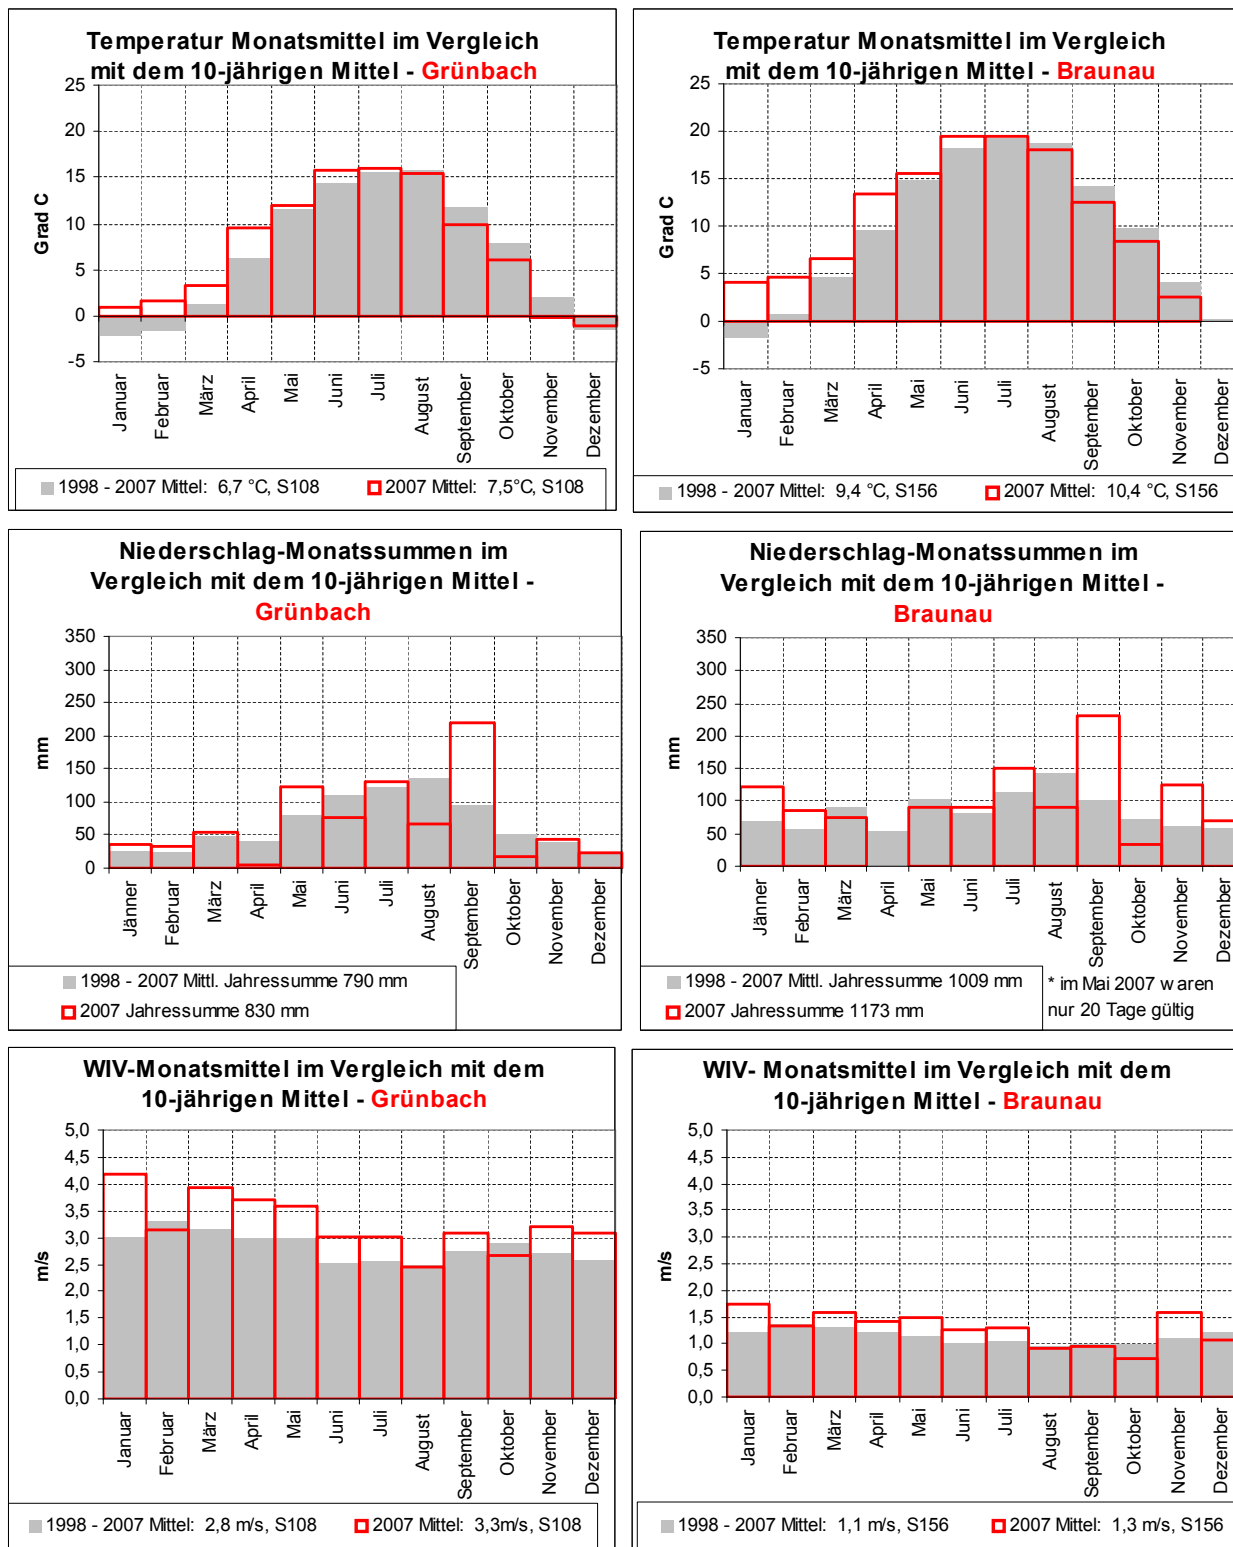 Temperatur Monatsmittel im Vergleich
mit dem 10-jährigen Mittel - Grünbach
25
20
15
10
5
0
-5
Grad C
Januar
Februar
März
April
Mai
Juni
Juli
August
September
Oktober
November
Dezember
1998 - 2007 Mittel: 6,7 °C, S108
2007 Mittel: 7,5°C, S108
Temperatur Monatsmittel im Vergleich
mit dem 10-jährigen Mittel - Braunau
25
20
15
10
5
0
-5
Grad C
Januar
Februar
März
April
Mai
Juni
Juli
August
September
Oktober
November
Dezember
1998 - 2007 Mittel: 9,4 °C, S156
2007 Mittel: 10,4 °C, S156
Niederschlag-Monatssummen im
Vergleich mit dem 10-jährigen Mittel -
Grünbach
350
300
250
200
150
100
50
0
mm
Jänner
Februar
März
April
Mai
Juni
Juli
August
September
Oktober
November
Dezember
1998 - 2007 Mittl. Jahressumme 790 mm
2007 Jahressumme 830 mm
Niederschlag-Monatssummen im
Vergleich mit dem 10-jährigen Mittel -
Braunau
350
300
250
200
150
100
50
0
mm
Jänner
Februar
März
April
Mai
Juni
Juli
August
September
Oktober
November
Dezember
1998 - 2007 Mittl. Jahressumme 1009 mm
2007 Jahressumme 1173 mm
* im Mai 2007 waren
nur 20 Tage gültig
WIV-Monatsmittel im Vergleich mit dem
10-jährigen Mittel - Grünbach
5,0
4,5
4,0
3,5
3,0
2,5
2,0
1,5
1,0
0,5
0,0
m/s
Januar
Februar
März
April
Mai
Juni
Juli
August
September
Oktober
November
Dezember
1998 - 2007 Mittel: 2,8 m/s, S108
2007 Mittel: 3,3m/s, S108
WIV- Monatsmittel im Vergleich mit dem
10-jährigen Mittel - Braunau
5,0
4,5
4,0
3,5
3,0
2,5
2,0
1,5
1,0
0,5
0,0
m/s
Januar
Februar
März
April
Mai
Juni
Juli
August
September
Oktober
November
Dezember
1998 - 2007 Mittel: 1,1 m/s, S156
2007 Mittel: 1,3 m/s, S156